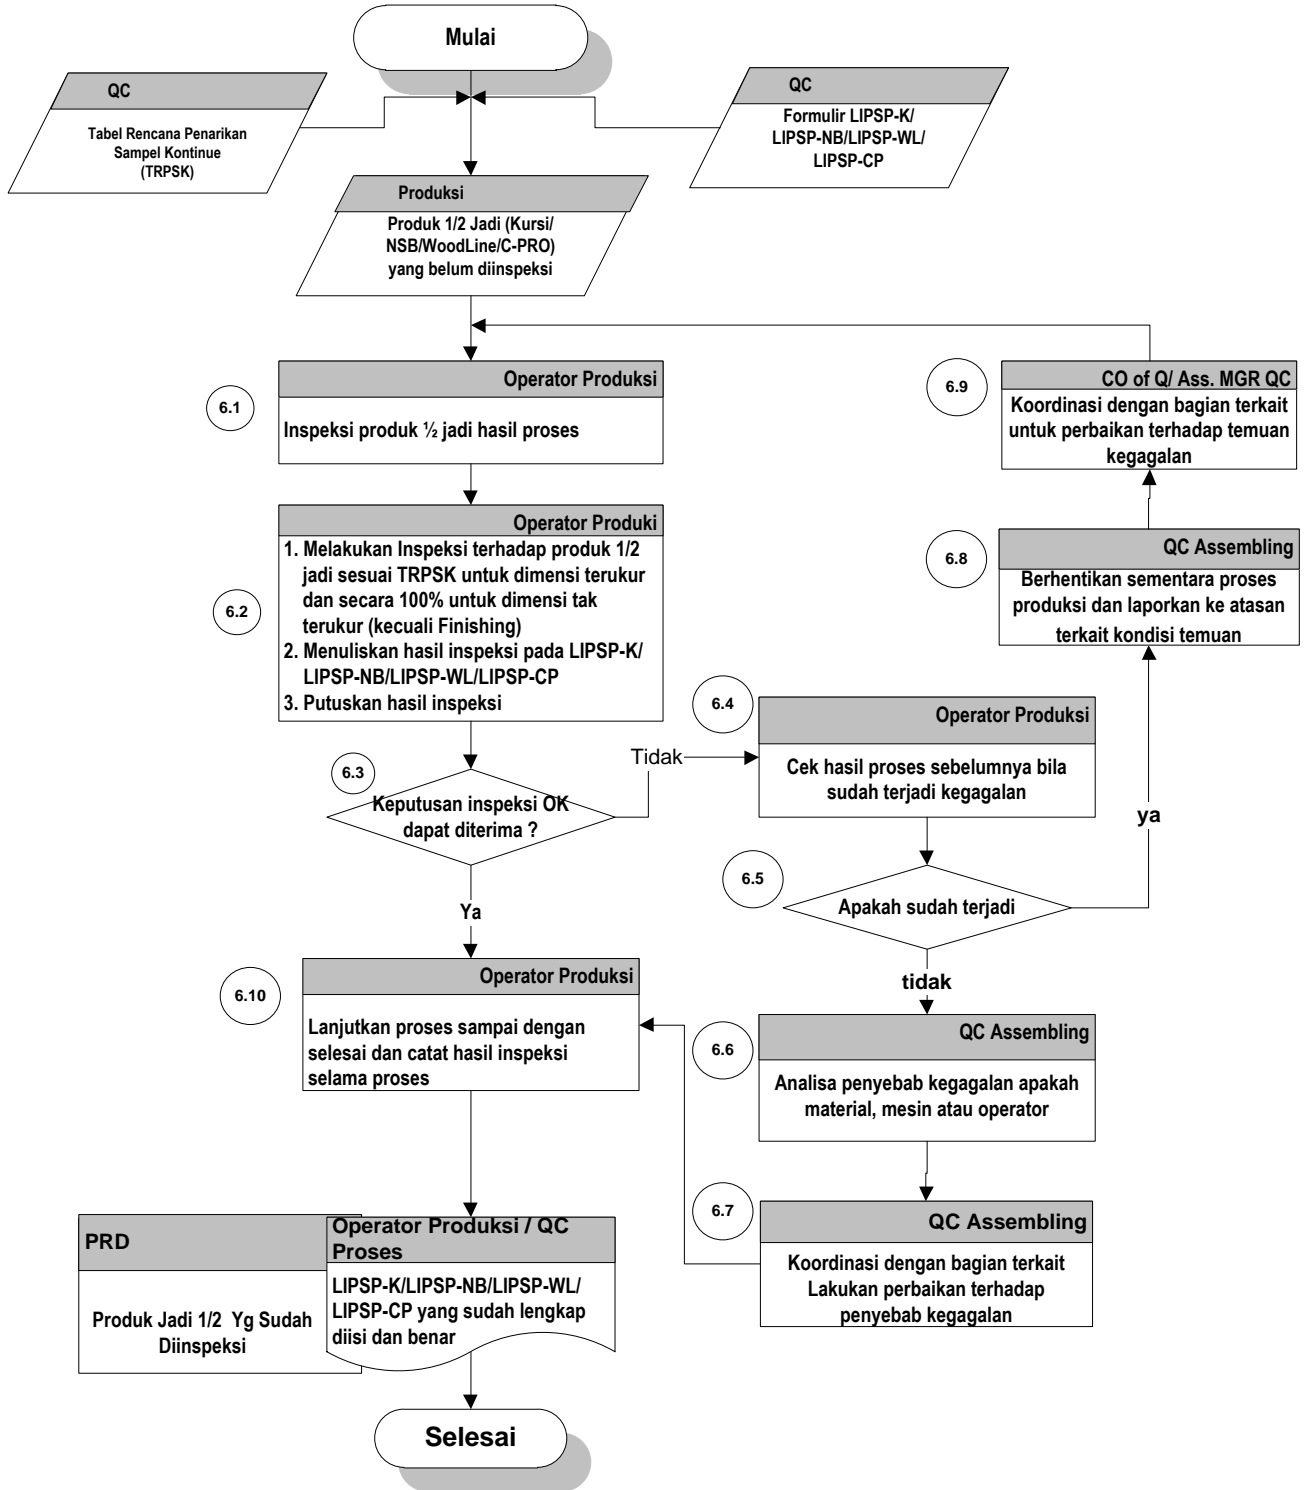 Mulai
QC
Tabel Rencana Penarikan
Sampel Kontinue
(TRPSK)
QC
Formulir LIPSP-K/
LIPSP-NB/LIPSP-WL/
LIPSP-CP
Produksi
Produk 1/2 Jadi (Kursi/
NSB/WoodLine/C-PRO)
yang belum diinspeksi
6.1
Operator Produksi
Inspeksi produk ½ jadi hasil proses
6.2
Operator Produki
1. Melakukan Inspeksi terhadap produk 1/2
jadi sesuai TRPSK untuk dimensi terukur
dan secara 100% untuk dimensi tak
terukur (kecuali Finishing)
2. Menuliskan hasil inspeksi pada LIPSP-K/
LIPSP-NB/LIPSP-WL/LIPSP-CP
3. Putuskan hasil inspeksi
6.3
Keputusan inspeksi OK
dapat diterima ?
Tidak
Ya
6.4
Operator Produksi
Cek hasil proses sebelumnya bila
sudah terjadi kegagalan
6.5
Apakah sudah terjadi
ya
tidak
6.6
QC Assembling
Analisa penyebab kegagalan apakah
material, mesin atau operator
6.7
QC Assembling
Koordinasi dengan bagian terkait
Lakukan perbaikan terhadap
penyebab kegagalan
6.8
QC Assembling
Berhentikan sementara proses
produksi dan laporkan ke atasan
terkait kondisi temuan
6.9
CO of Q/ Ass. MGR QC
Koordinasi dengan bagian terkait
untuk perbaikan terhadap temuan
kegagalan
6.10
Operator Produksi
Lanjutkan proses sampai dengan
selesai dan catat hasil inspeksi
selama proses
PRD
Produk Jadi 1/2 Yg Sudah
Diinspeksi
Operator Produksi / QC
Proses
LIPSP-K/LIPSP-NB/LIPSP-WL/
LIPSP-CP yang sudah lengkap
diisi dan benar
Selesai